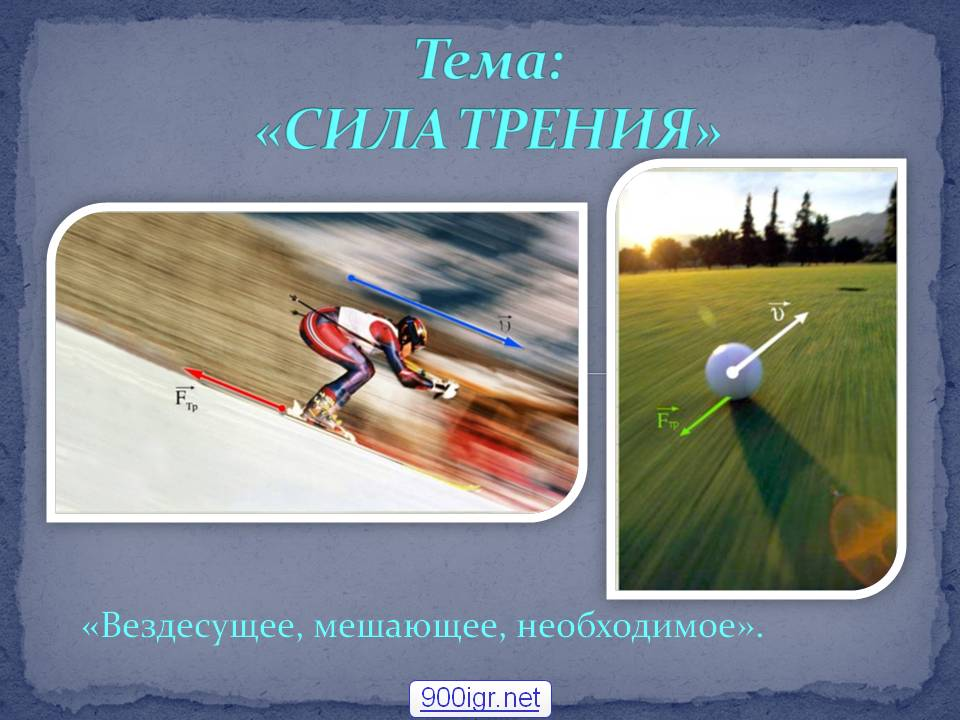 Тема:
«СИЛА ТРЕНИЯ»
υ
Fтр
υ
Fтр
«Вездесущее, мешающее, необходимое».
900igr.net